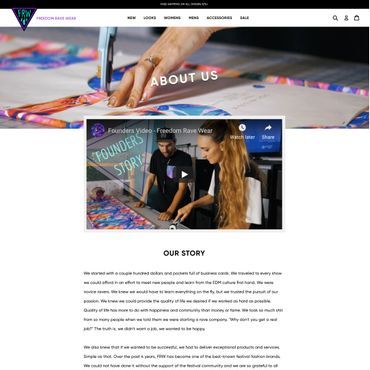 FREE SHIPPING ON ALL ORDERS $75+
FRW
FREEDOM RAVE WEAR
NEW LOOKS WOMENS MENS ACCESSORIES SALE
ABOUT US
Founders Video - Freedom Rave Wear
Watch later Share
FOUNDERS
STORY
OUR STORY
We started with a couple hundred dollars and pockets full of business cards. We traveled to every show
we could afford in an effort to meet new people and learn from the EDM culture first hand. We were
novice ravers. We knew we would have to learn everything on the fly, but we trusted the pursuit of our
passion. We knew we could provide the quality of life we desired if we worked as hard as possible.
Quality of life has more to do with happiness and community than money or fame. We took so much shit
from so many people when we told them we were starting a rave company. "Why don't you get a real
job?" The truth is, we didn't want a job, we wanted to be happy.
We also knew that if we wanted to be successful, we had to deliver exceptional products and services.
Simple as that. Over the past 4 years, FRW has become one of the best-known festival fashion brands.
We could not have done it without the support of the festival community and we are so grateful to all